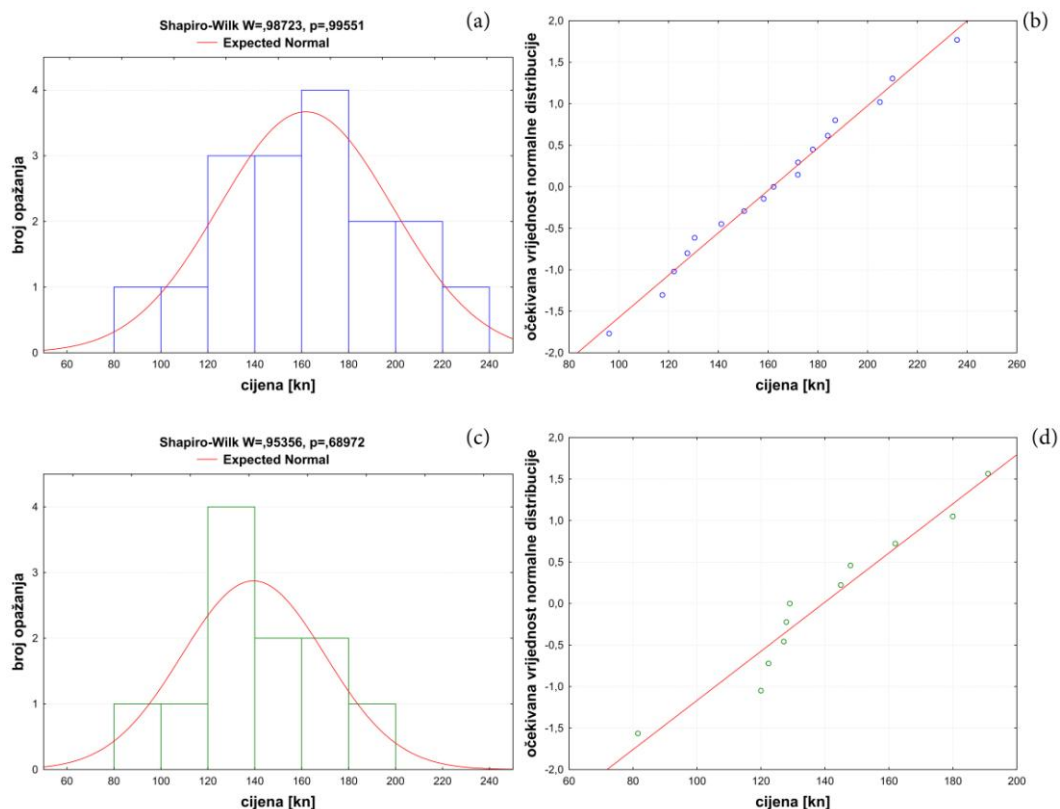 Shapiro-Wilk W=,98723, p=,99551
Expected Normal
(a)
broj opažanja
4
3
2
1
0
60 80 100 120 140 160 180 200 220 240
cijena [kn]
(b)
očekivana vrijednost normalne distribucije
2,0
1,5
1,0
0,5
0,0
-0,5
-1,0
-1,5
-2,0
80 100 120 140 160 180 200 220 240 260
cijena [kn]
Shapiro-Wilk W=,95356, p=,68972
Expected Normal
(c)
broj opažanja
4
3
2
1
0
60 80 100 120 140 160 180 200 220 240
cijena [kn]
(d)
očekivana vrijednost normalne distribucije
2,0
1,5
1,0
0,5
0,0
-0,5
-1,0
-1,5
-2,0
60 80 100 120 140 160 180 200
cijena [kn]